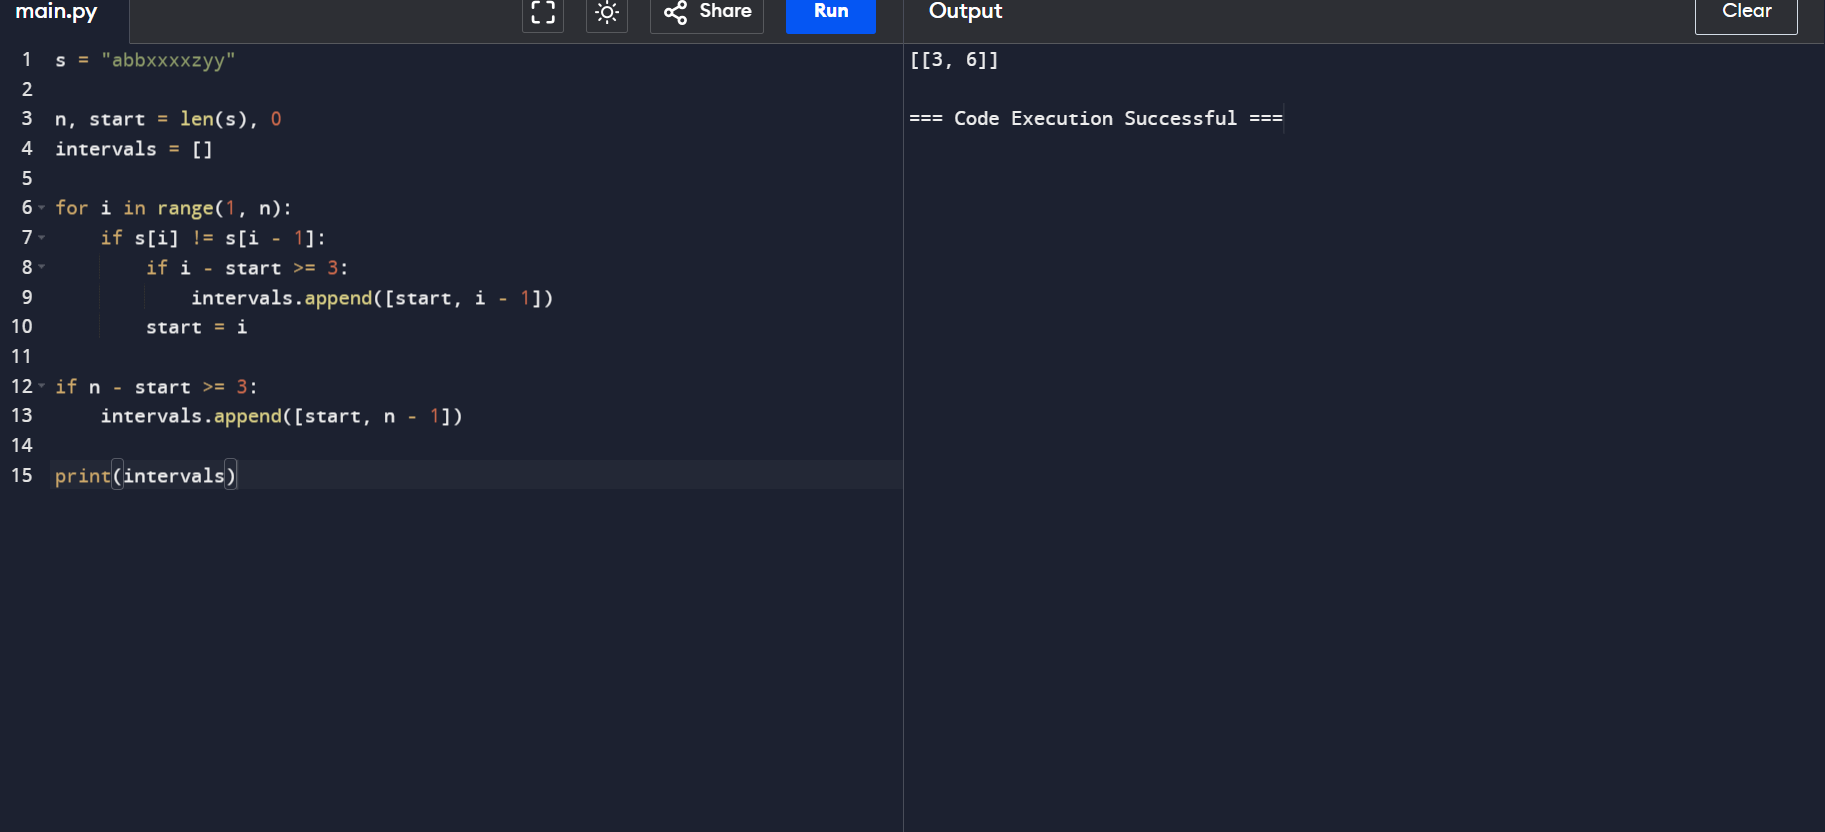 main.py Share Run Output Clear
1 s = "abbxxxxzyy"
2
3 n, start = len(s), 0
4 intervals = []
5
6 for i in range(1, n):
7     if s[i] != s[i - 1]:
8         if i - start >= 3:
9             intervals.append([start, i - 1])
10         start = i
11
12 if n - start >= 3:
13     intervals.append([start, n - 1])
14
15 print(intervals)
[[3, 6]]
=== Code Execution Successful ===